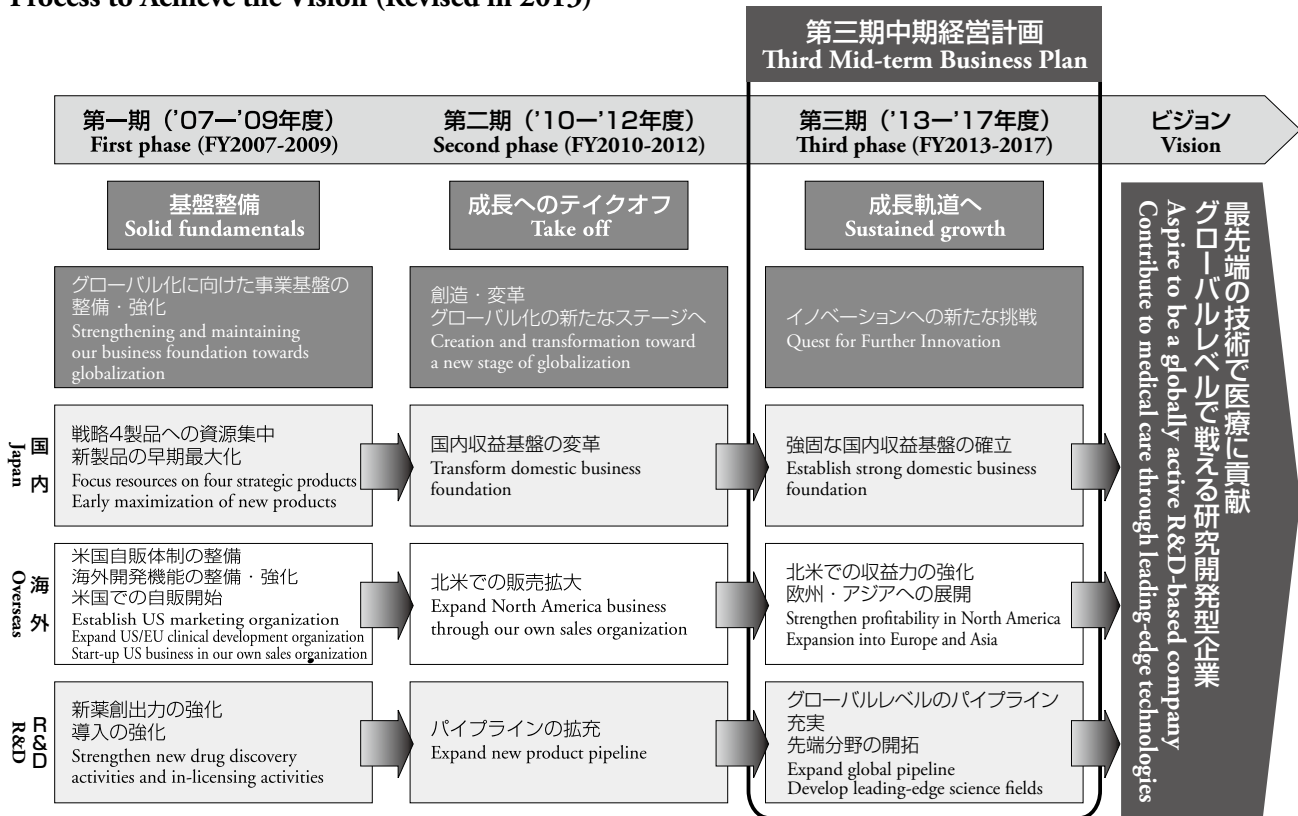 Process to Achieve the Vision (Revised in 2013)
第三期中期経営計画
Third Mid-term Business Plan
第一期（’07―’09年度）
First phase (FY2007-2009)
第二期（’10―’12年度）
Second phase (FY2010-2012)
第三期（’13―’17年度）
Third phase (FY2013-2017)
ビジョン
Vision
基盤整備
Solid fundamentals
成長へのテイクオフ
Take off
成長軌道へ
Sustained growth
グローバル化に向けた事業基盤の
整備・強化
Strengthening and maintaining
our business foundation towards
globalization
創造・変革
グローバル化の新たなステージへ
Creation and transformation toward
a new stage of globalization
イノベーションへの新たな挑戦
Quest for Further Innovation
国内
Japan
戦略4製品への資源集中
新製品の早期最大化
Focus resources on four strategic products
Early maximization of new products
国内収益基盤の変革
Transform domestic business
foundation
強固な国内収益基盤の確立
Establish strong domestic business
foundation
海外
Overseas
米国自販体制の整備
海外開発機能の整備・強化
米国での自販開始
Establish US marketing organization
Expand US/EU clinical development organization
Start-up US business in our own sales organization
北米での販売拡大
Expand North America business
through our own sales organization
北米での収益力の強化
欧州・アジアへの展開
Strengthen profitability in North America
Expansion into Europe and Asia
R&D
R&D
新薬創出力の強化
導入の強化
Strengthen new drug discovery
activities and in-licensing activities
パイプラインの拡充
Expand new product pipeline
グローバルレベルのパイプライン
充実
先端分野の開拓
Expand global pipeline
Develop leading-edge science fields
最先端の技術で医療に貢献
グローバルレベルで戦える研究開発型企業
Aspire to be a globally active R&D-based company
Contribute to medical care through leading-edge technologies